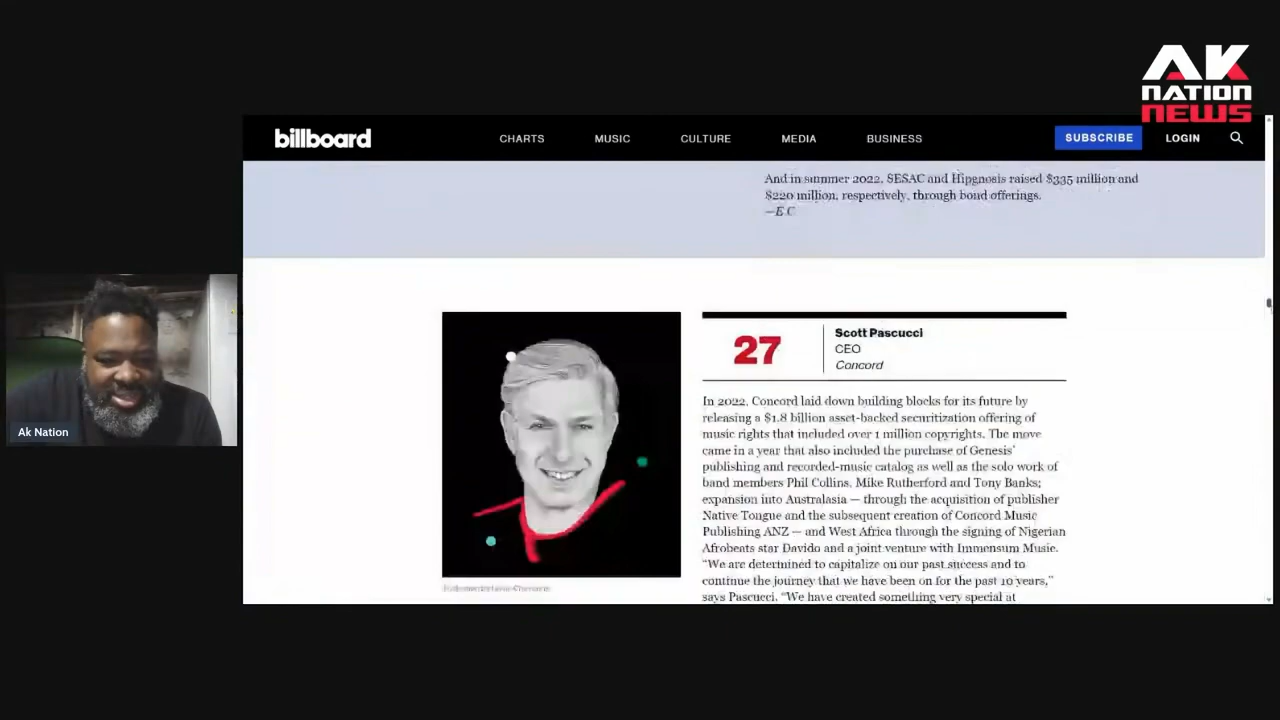 AK
NATION
NEWS
billboard
CHARTS
MUSIC
CULTURE
MEDIA
BUSINESS
SUBSCRIBE
LOGIN
And in summer 2022, SESAC and Hipgnosis raised $335 million and
$220 million, respectively, through bond offerings.
—E C
27
Scott Pascucci
CEO
Concord
In 2022, Concord laid down building blocks for its future by
releasing a $1.8 billion asset-backed securitization offering of
music rights that included over 1 million copyrights. The move
came in a year that also included the purchase of Genesis'
publishing and recorded-music catalog as well as the solo work of
band members Phil Collins, Mike Rutherford and Tony Banks;
expansion into Australasia — through the acquisition of publisher
Native Tongue and the subsequent creation of Concord Music
Publishing ANZ — and West Africa through the signing of Nigerian
Afrobeats star Davido and a joint venture with Immensum Music.
"We are determined to capitalize on our past success and to
continue the journey that we have been on for the past 10 years,"
says Pascucci. "We have created something very special at
Ak Nation